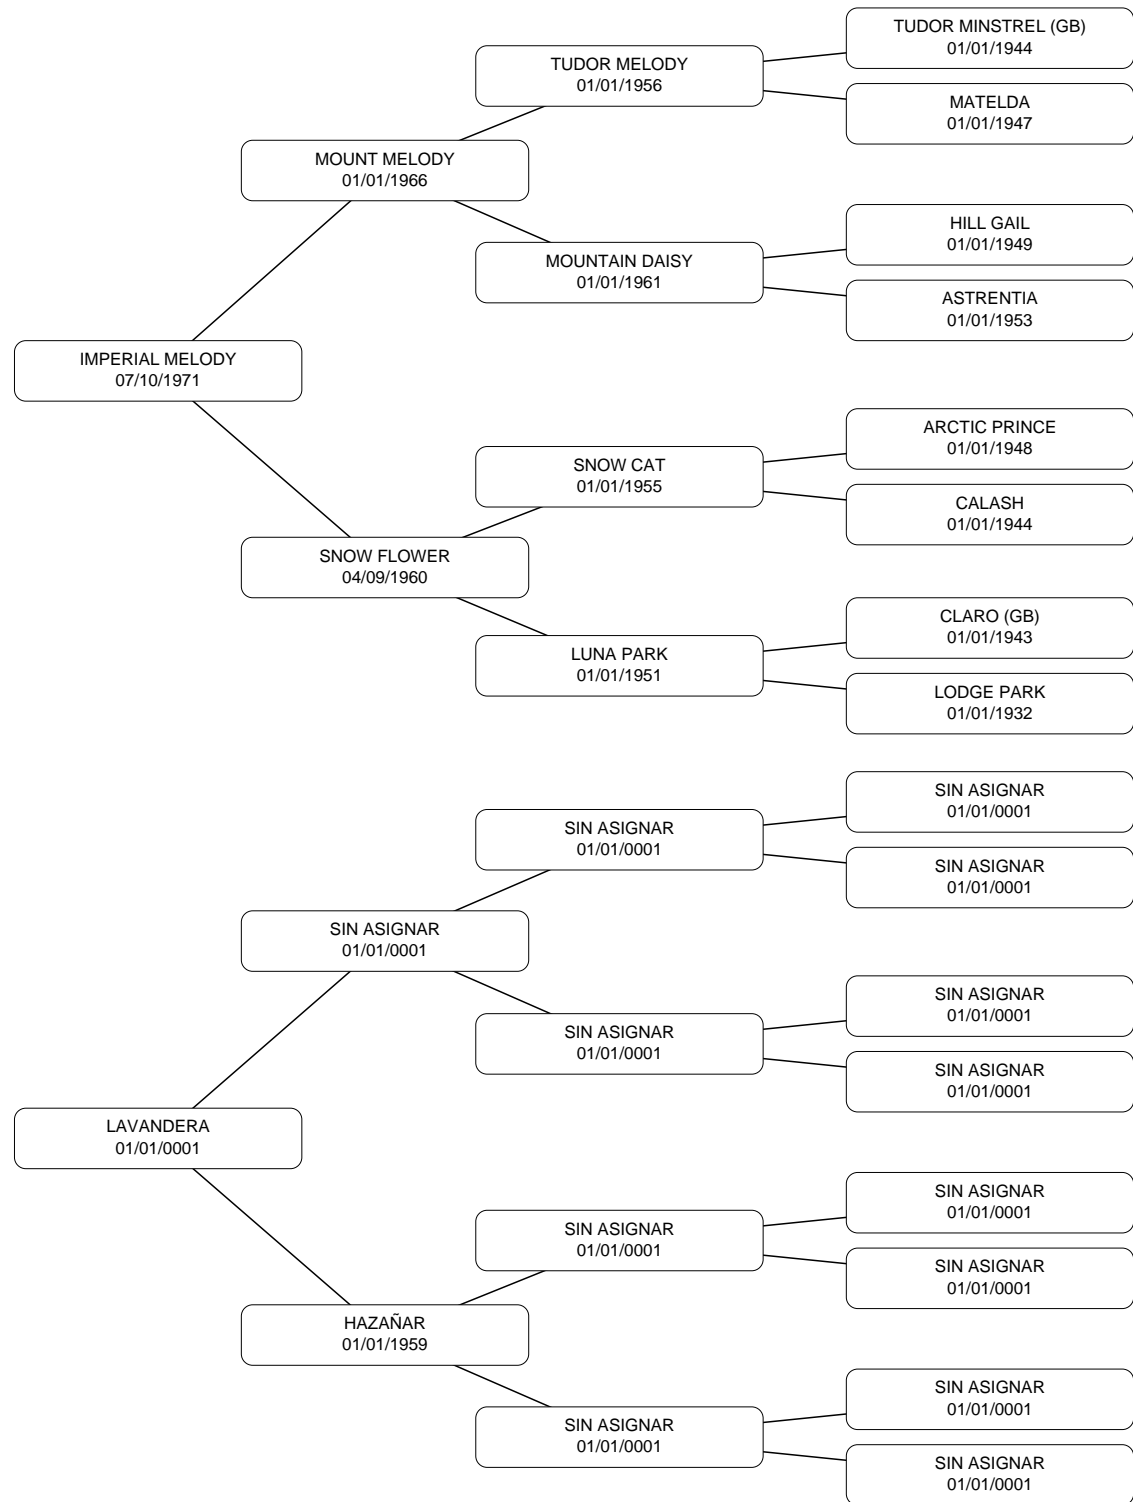 TUDOR MINSTREL (GB)
01/01/1944
TUDOR MELODY
01/01/1956
MATELDA
01/01/1947
MOUNT MELODY
01/01/1966
HILL GAIL
01/01/1949
MOUNTAIN DAISY
01/01/1961
ASTRENTIA
01/01/1953
IMPERIAL MELODY
07/10/1971
ARCTIC PRINCE
01/01/1948
SNOW CAT
01/01/1955
CALASH
01/01/1944
SNOW FLOWER
04/09/1960
CLARO (GB)
01/01/1943
LUNA PARK
01/01/1951
LODGE PARK
01/01/1932
SIN ASIGNAR
01/01/0001
SIN ASIGNAR
01/01/0001
SIN ASIGNAR
01/01/0001
SIN ASIGNAR
01/01/0001
SIN ASIGNAR
01/01/0001
SIN ASIGNAR
01/01/0001
SIN ASIGNAR
01/01/0001
LAVANDERA
01/01/0001
SIN ASIGNAR
01/01/0001
SIN ASIGNAR
01/01/0001
SIN ASIGNAR
01/01/0001
HAZAÑAR
01/01/1959
SIN ASIGNAR
01/01/0001
SIN ASIGNAR
01/01/0001
SIN ASIGNAR
01/01/0001